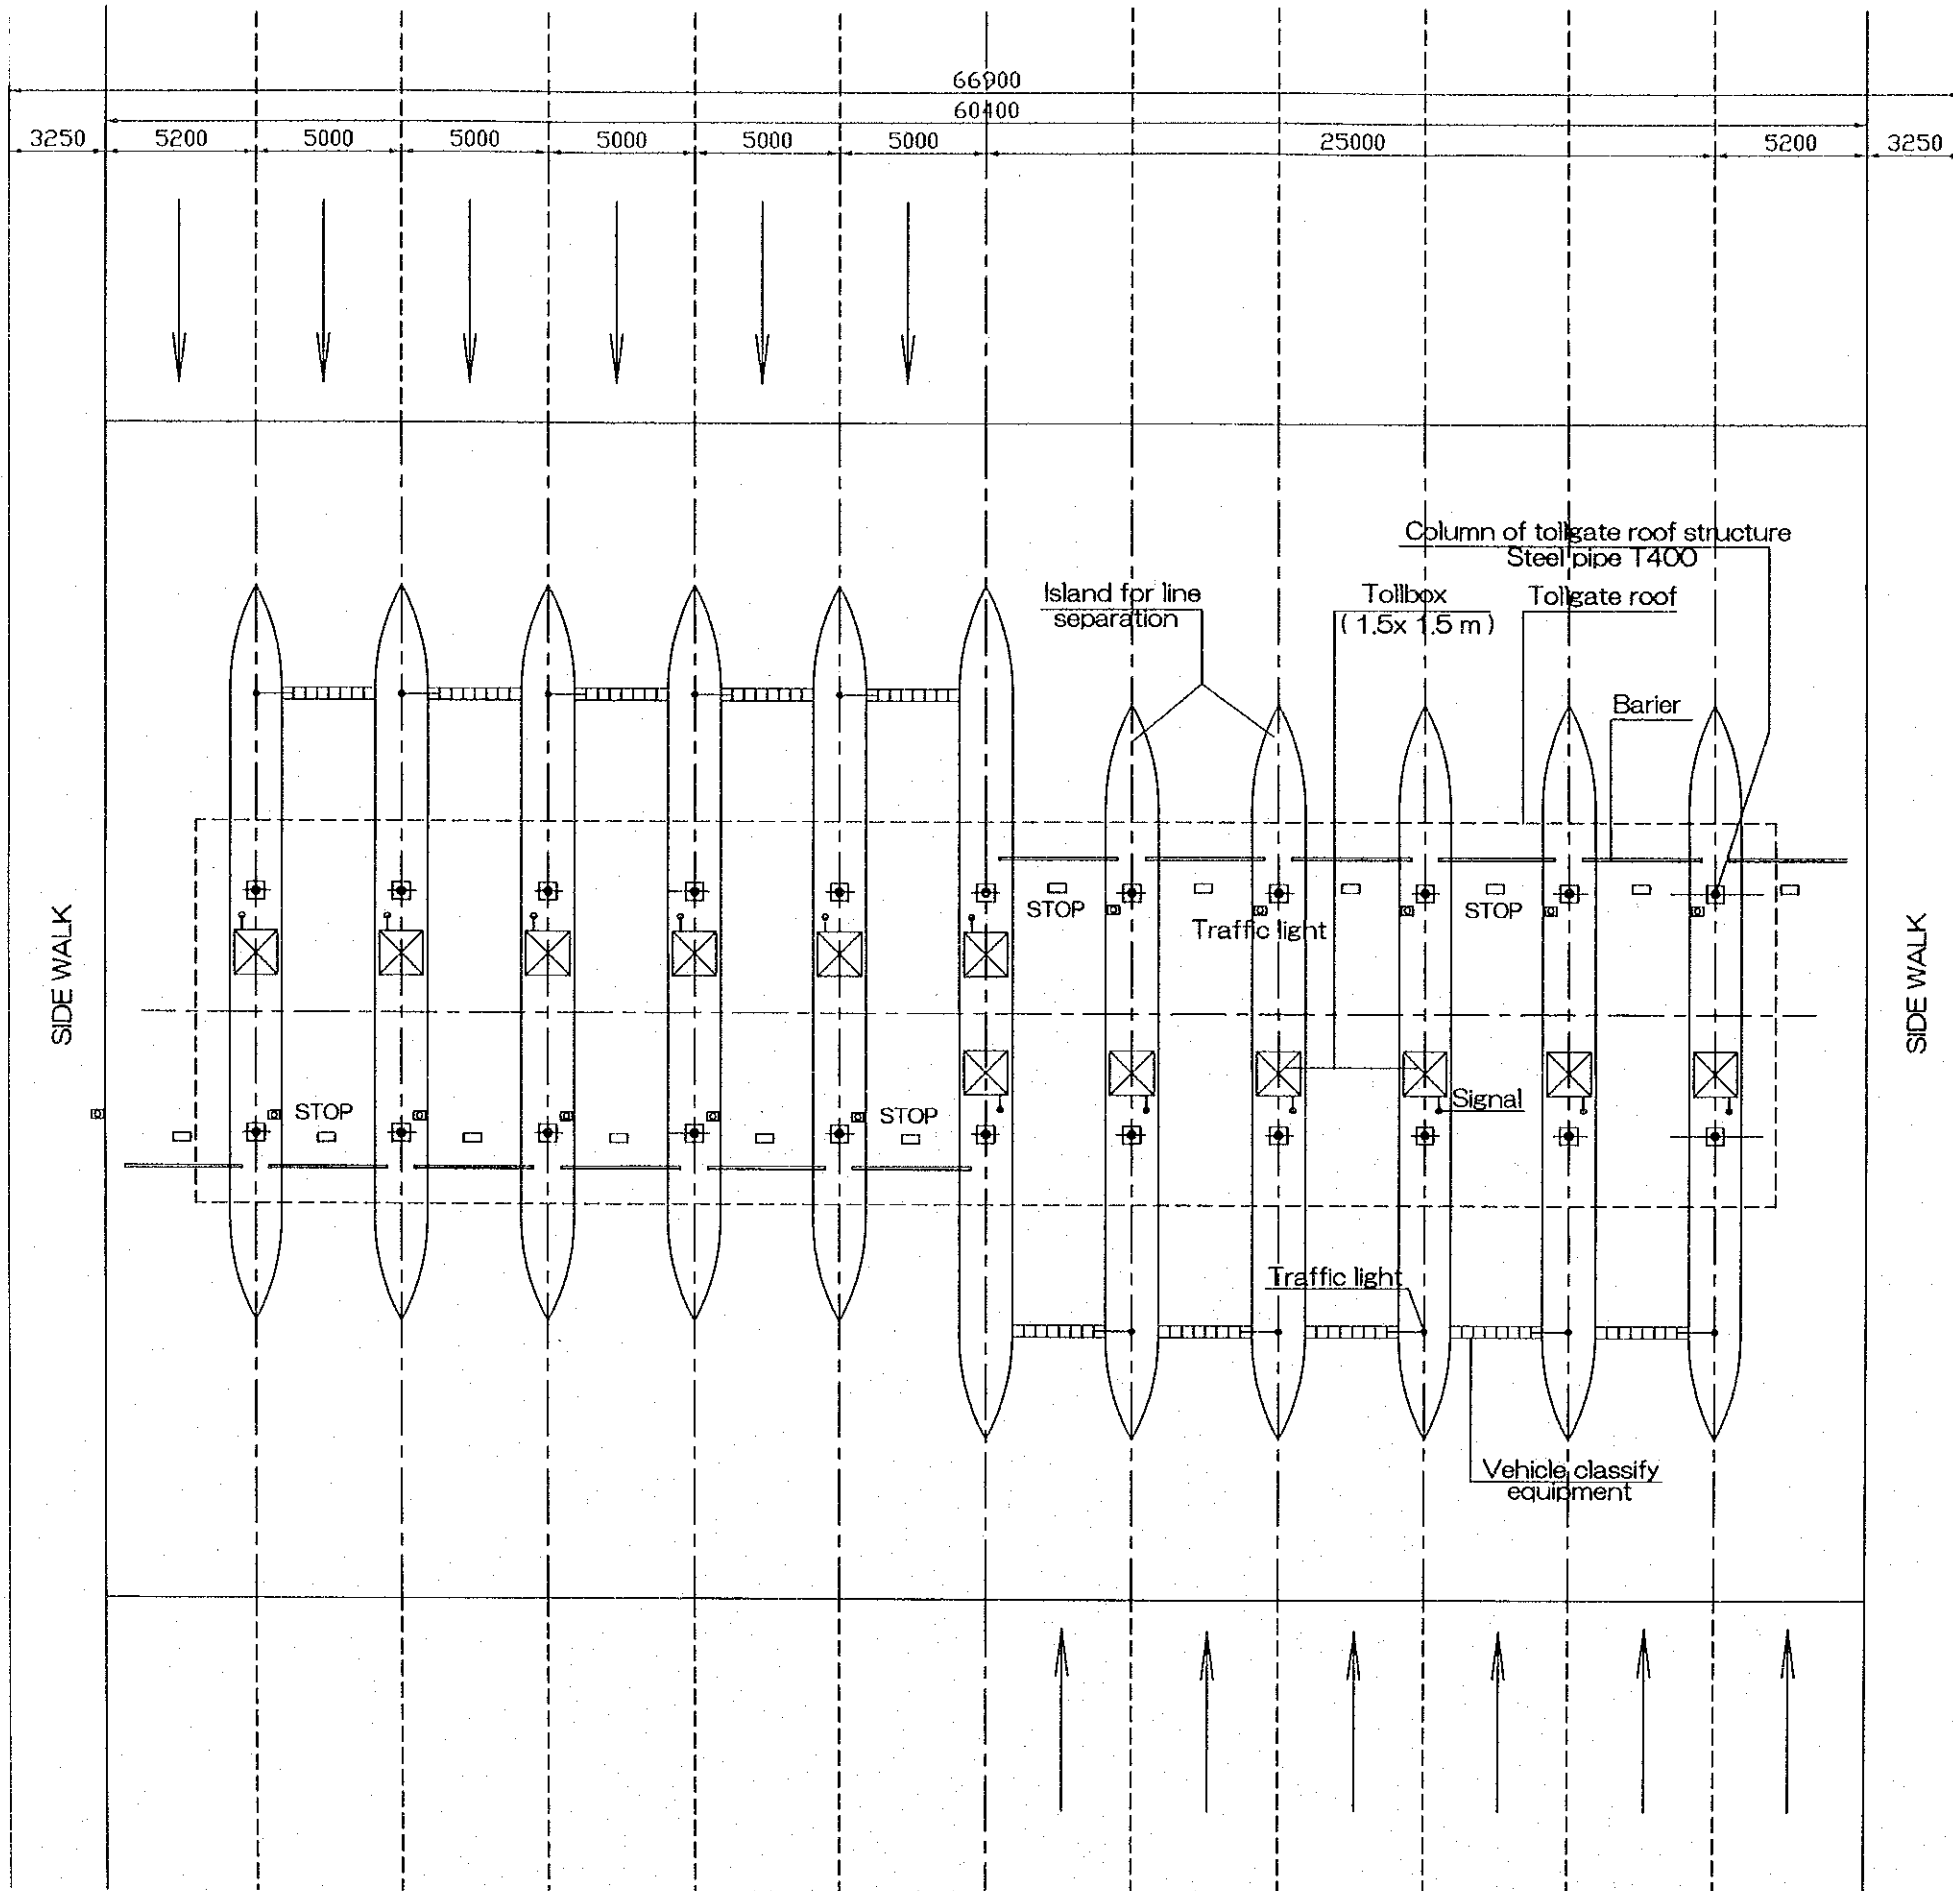 66900
60400
3250
5200
5000
5000
5000
5000
5000
25000
5200
3250
Column of tollgate roof structure
Steel pipe T400
Island for line
separation
Tollbox
( 1.5x 1.5 m )
Tollgate roof
Barier
STOP
STOP
Traffic light
SIDE WALK
SIDE WALK
STOP
STOP
Signal
Traffic light
Vehicle classify
equipment